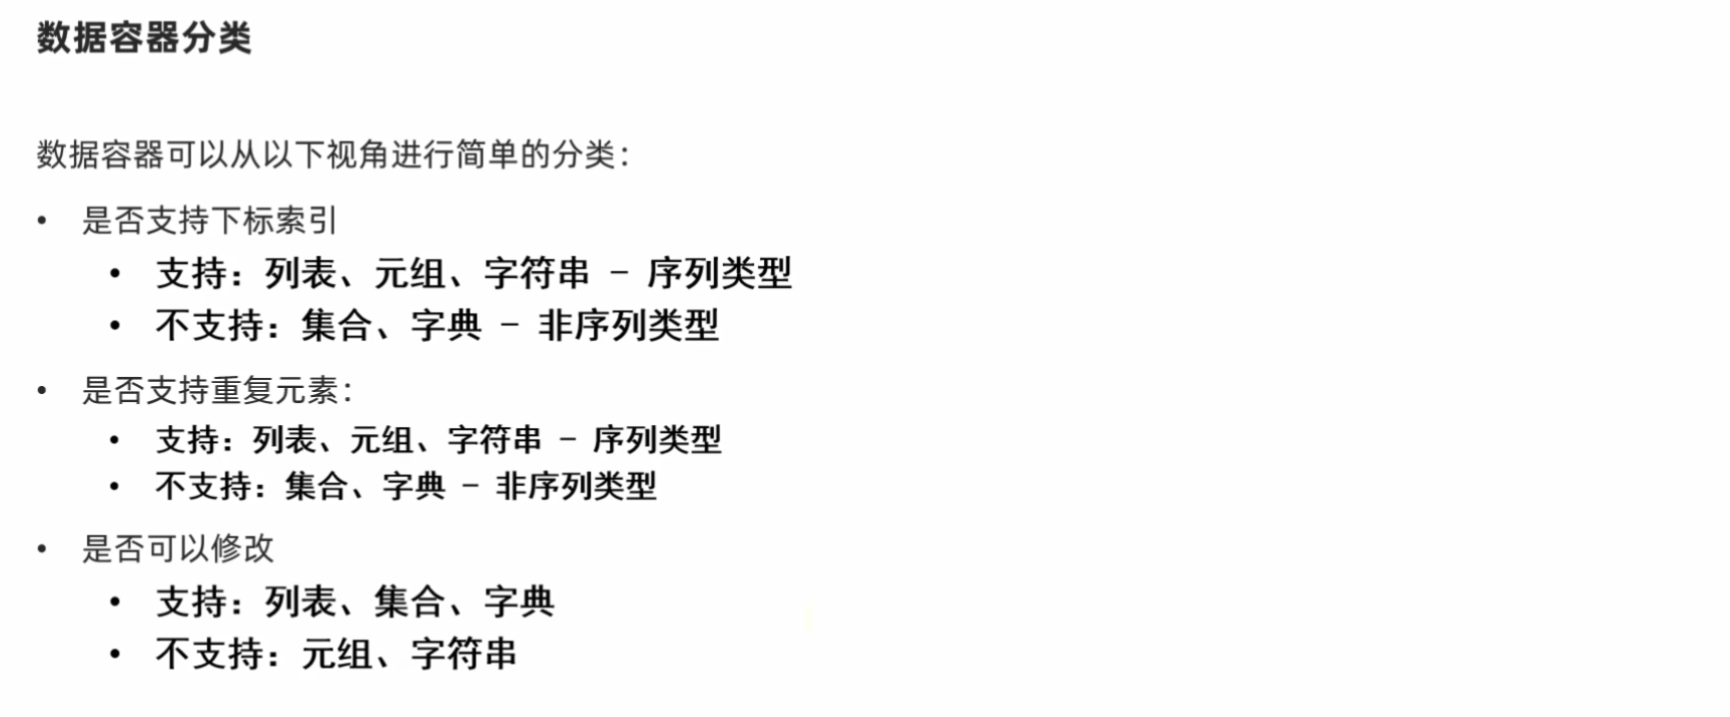 数据容器分类
数据容器可以从以下视角进行简单的分类：
• 是否支持下标索引
• 支持：列表、元组、字符串 - 序列类型
• 不支持：集合、字典 - 非序列类型
• 是否支持重复元素：
• 支持：列表、元组、字符串 - 序列类型
• 不支持：集合、字典 - 非序列类型
• 是否可以修改
• 支持：列表、集合、字典
• 不支持：元组、字符串